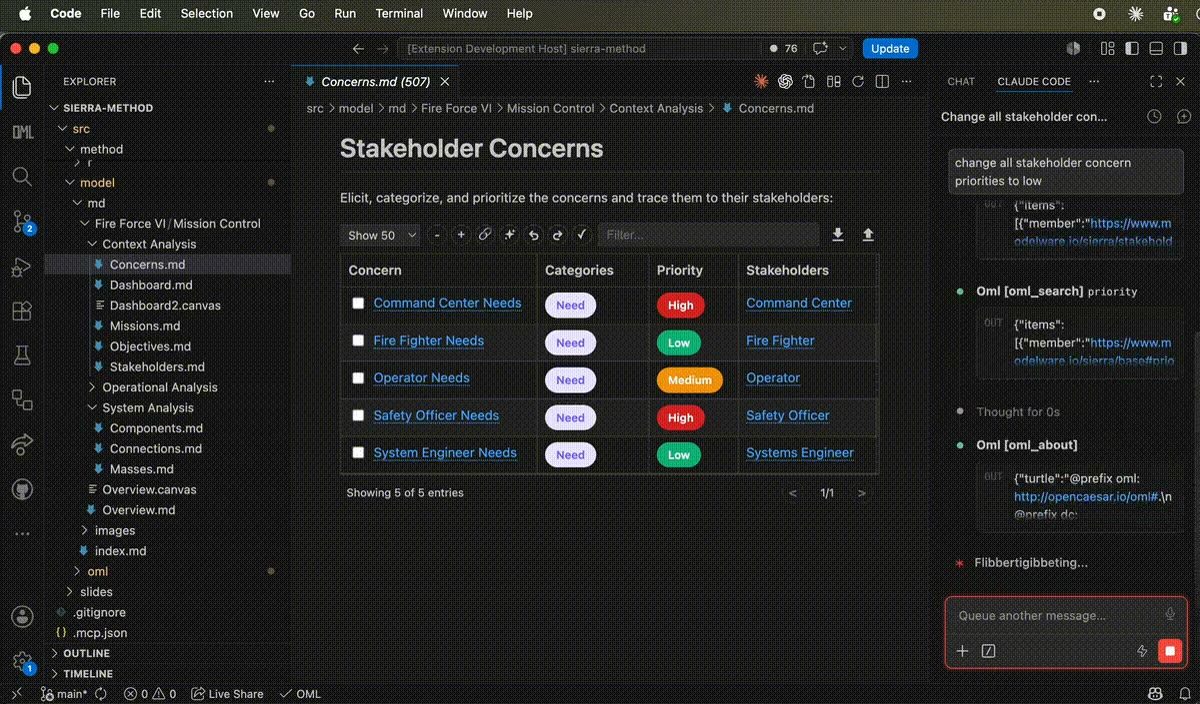 Code File Edit Selection View Go Run Terminal Window Help
[Extension Development Host] sierra-method
76
Update
EXPLORER
SIERRA-METHOD
src
method
r
model
md
Fire Force VI / Mission Control
Context Analysis
Concerns.md
Dashboard.md
Dashboard2.canvas
Missions.md
Objectives.md
Stakeholders.md
Operational Analysis
System Analysis
Components.md
Connections.md
Masses.md
Overview.canvas
Overview.md
images
index.md
oml
slides
.gitignore
{} .mcp.json
OUTLINE
TIMELINE
OML
2
1
Concerns.md (507)
src > model > md > Fire Force VI > Mission Control > Context Analysis > Concerns.md
Stakeholder Concerns
Elicit, categorize, and prioritize the concerns and trace them to their stakeholders:
Show 50 - + Filter...
Concern Categories Priority Stakeholders
Command Center Needs Need High Command Center
Fire Fighter Needs Need Low Fire Fighter
Operator Needs Need Medium Operator
Safety Officer Needs Need High Safety Officer
System Engineer Needs Need Low Systems Engineer
Showing 5 of 5 entries < 1/1 >
CHAT CLAUDE CODE
Change all stakeholder con...
change all stakeholder concern
priorities to low
OUT {"items":
[{"member":"https://www.m
odelware.io/sierra/stakehold
Oml [oml_search] priority
OUT {"items":
[{"member":"https://www.m
odelware.io/sierra/base#prio
Thought for 0s
Oml [oml_about]
OUT {"turtle":"@prefix oml:
http://opencaesar.io/oml#.\n
@prefix dc:
Flibbertigibbeting...
Queue another message...
main* 0 0 Live Share OML